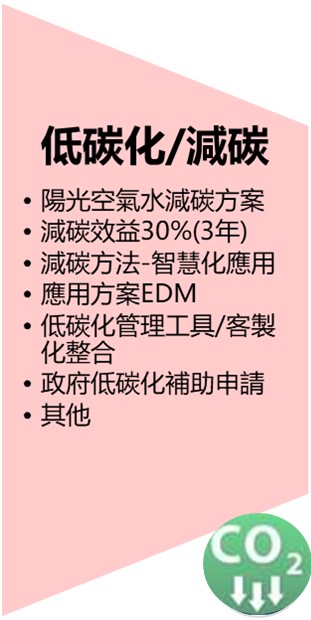 低碳化/減碳
• 陽光空氣水減碳方案
• 減碳效益30%(3年)
• 減碳方法-智慧化應用
• 應用方案EDM
• 低碳化管理工具/客製
化整合
• 政府低碳化補助申請
• 其他
CO2